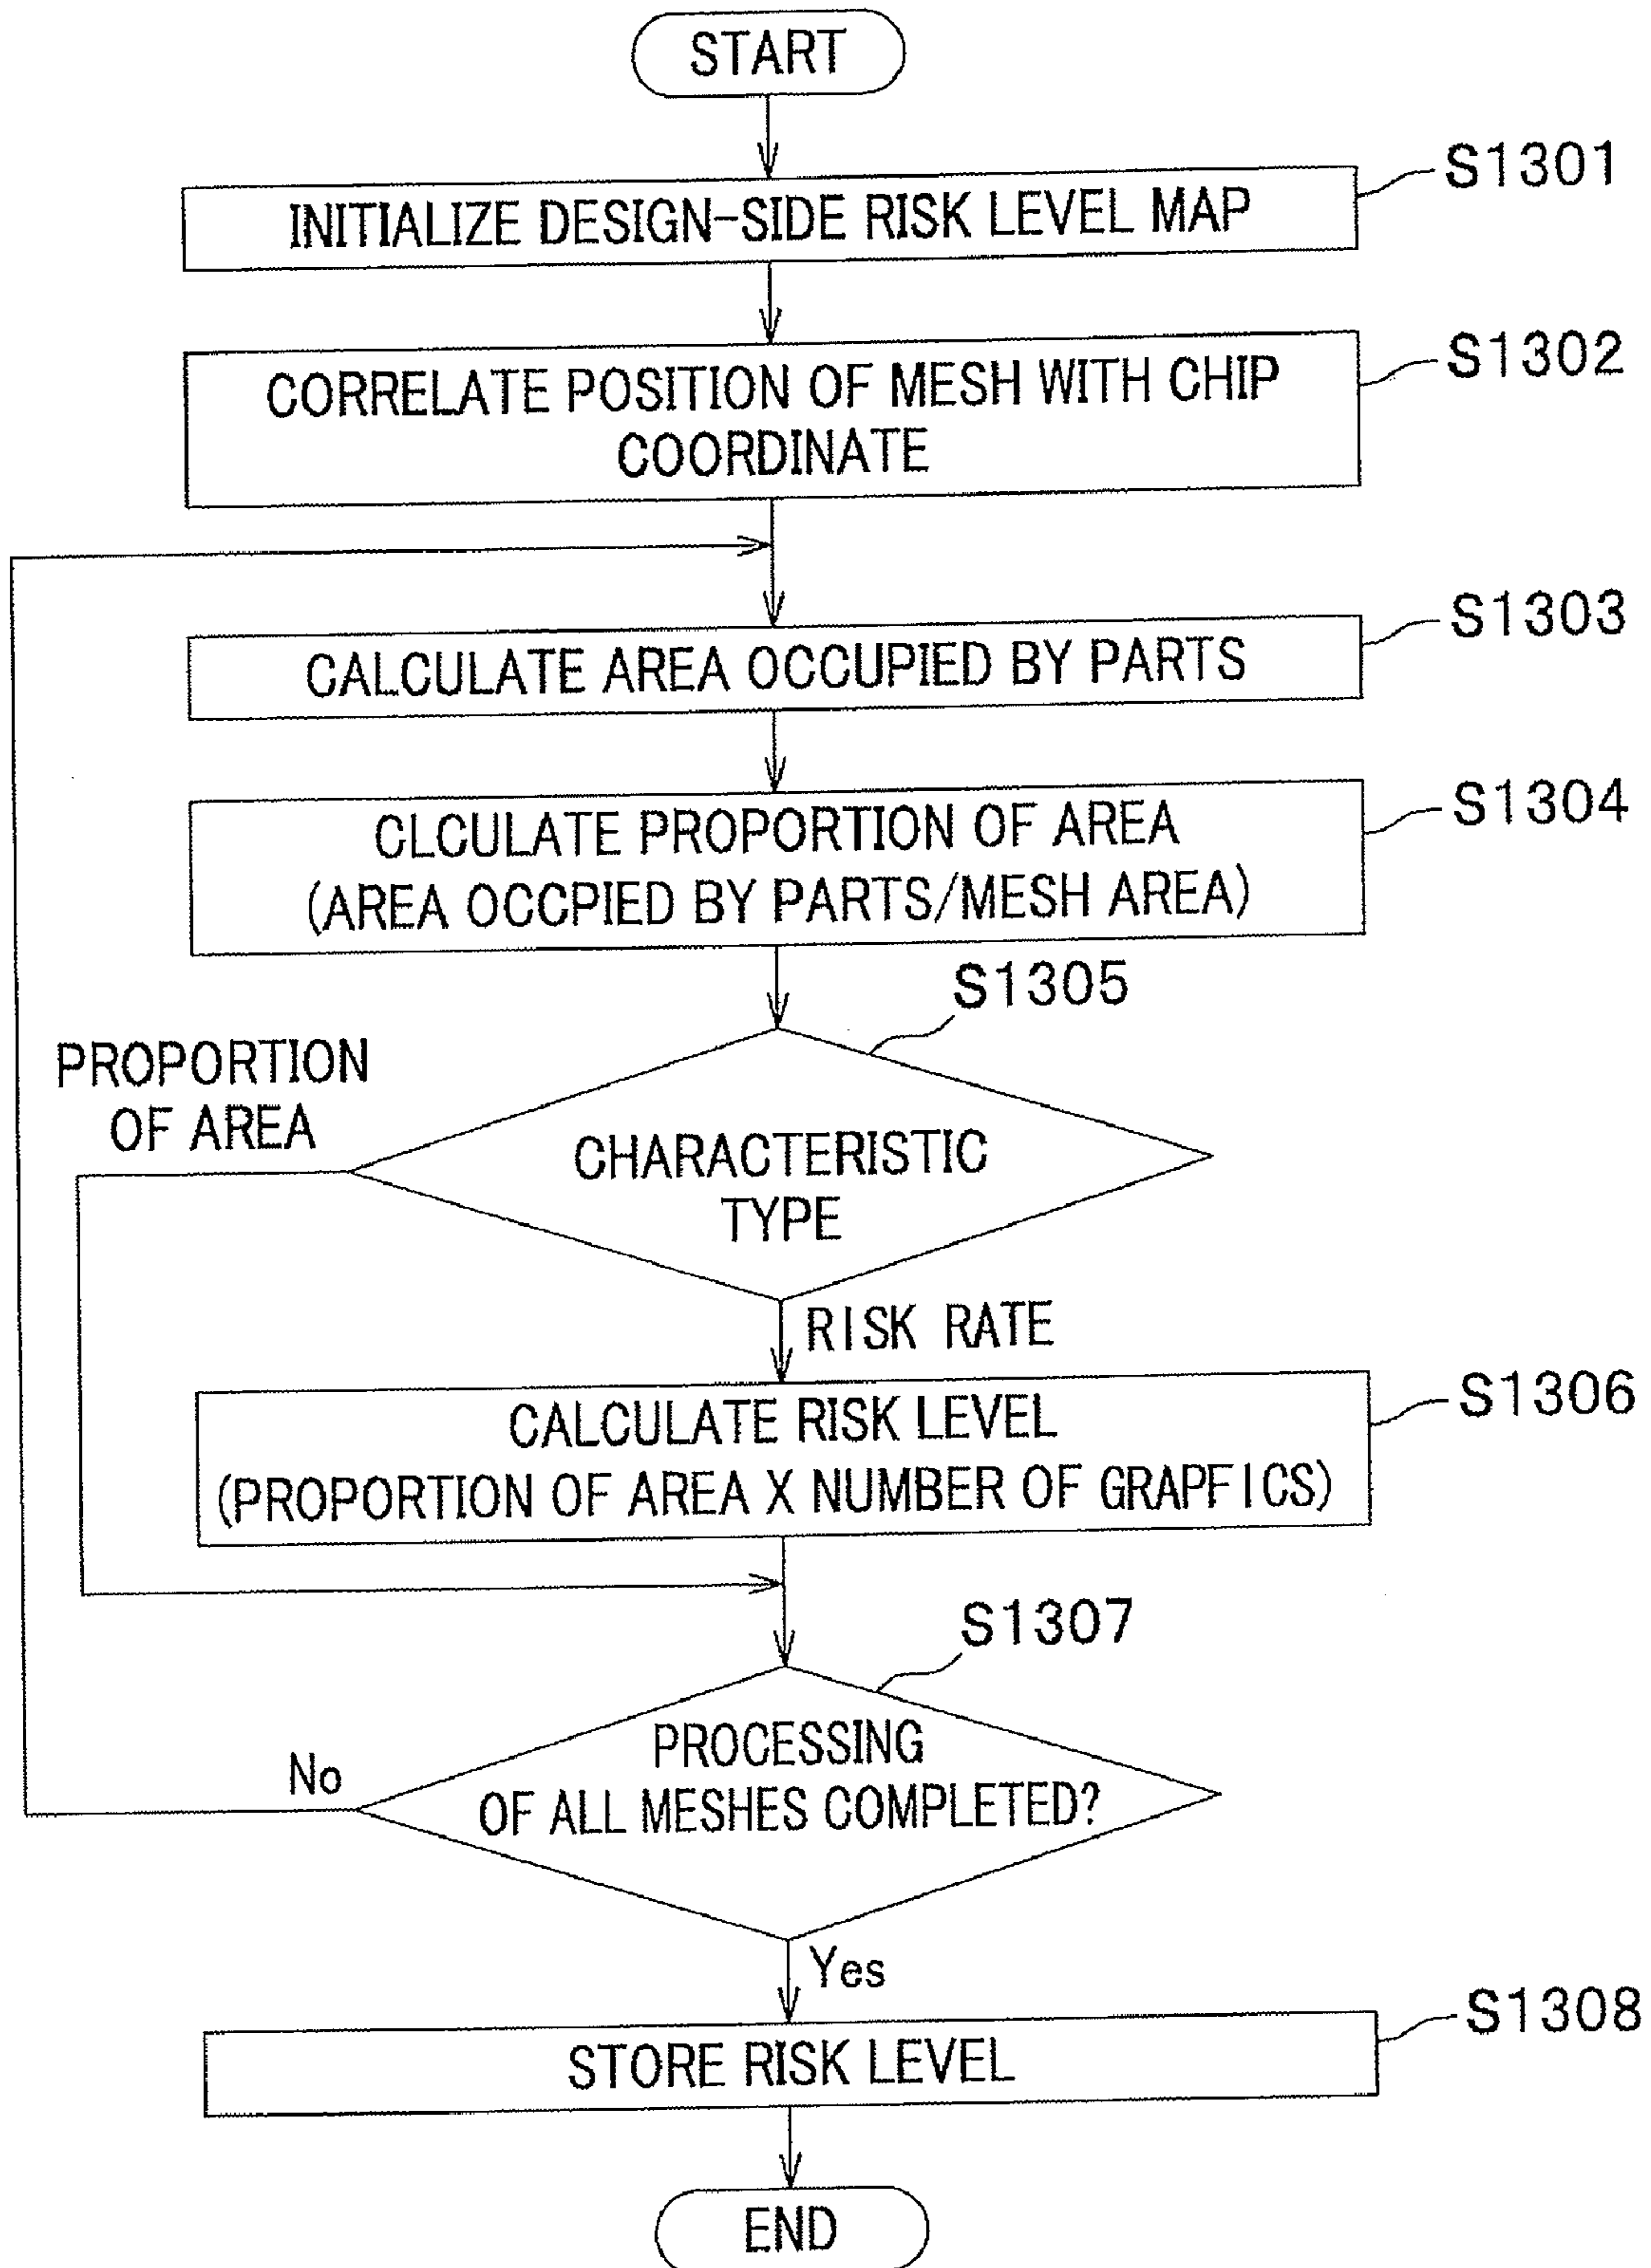 START
S1301
INITIALIZE DESIGN-SIDE RISK LEVEL MAP
S1302
CORRELATE POSITION OF MESH WITH CHIP
COORDINATE
S1303
CALCULATE AREA OCCUPIED BY PARTS
S1304
CLCULATE PROPORTION OF AREA
(AREA OCCPIED BY PARTS/MESH AREA)
S1305
PROPORTION
OF AREA
CHARACTERISTIC
TYPE
RISK RATE
S1306
CALCULATE RISK LEVEL
(PROPORTION OF AREA X NUMBER OF GRAPFICS)
S1307
PROCESSING
OF ALL MESHES COMPLETED?
No
Yes
S1308
STORE RISK LEVEL
END